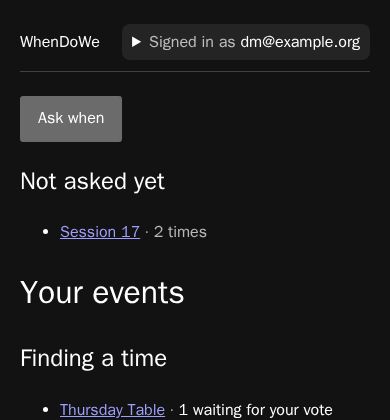 WhenDoWe
▶ Signed in as dm@example.org
Ask when
Not asked yet
• Session 17 · 2 times
Your events
Finding a time
• Thursday Table · 1 waiting for your vote